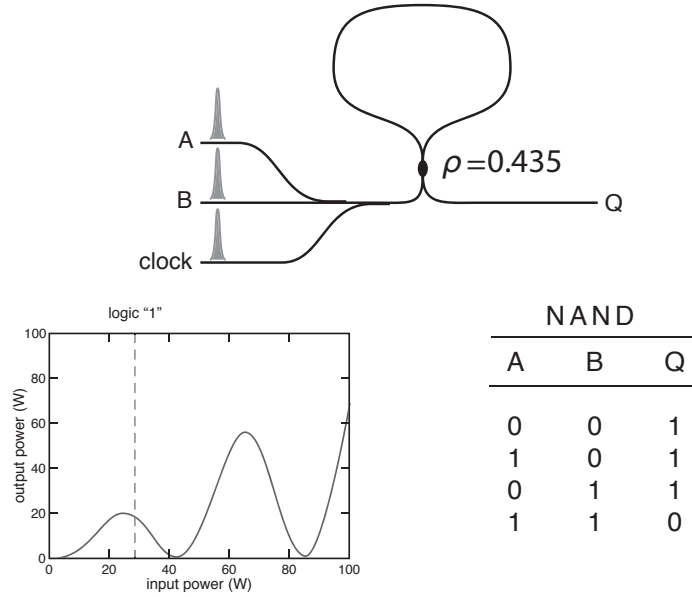 A
ρ=0.435
B
Q
clock
logic “1”
100
80
60
40
20
0
output power (W)
0
20
40
60
80
100
input power (W)
NAND
A B Q
0 0 1
1 0 1
0 1 1
1 1 0